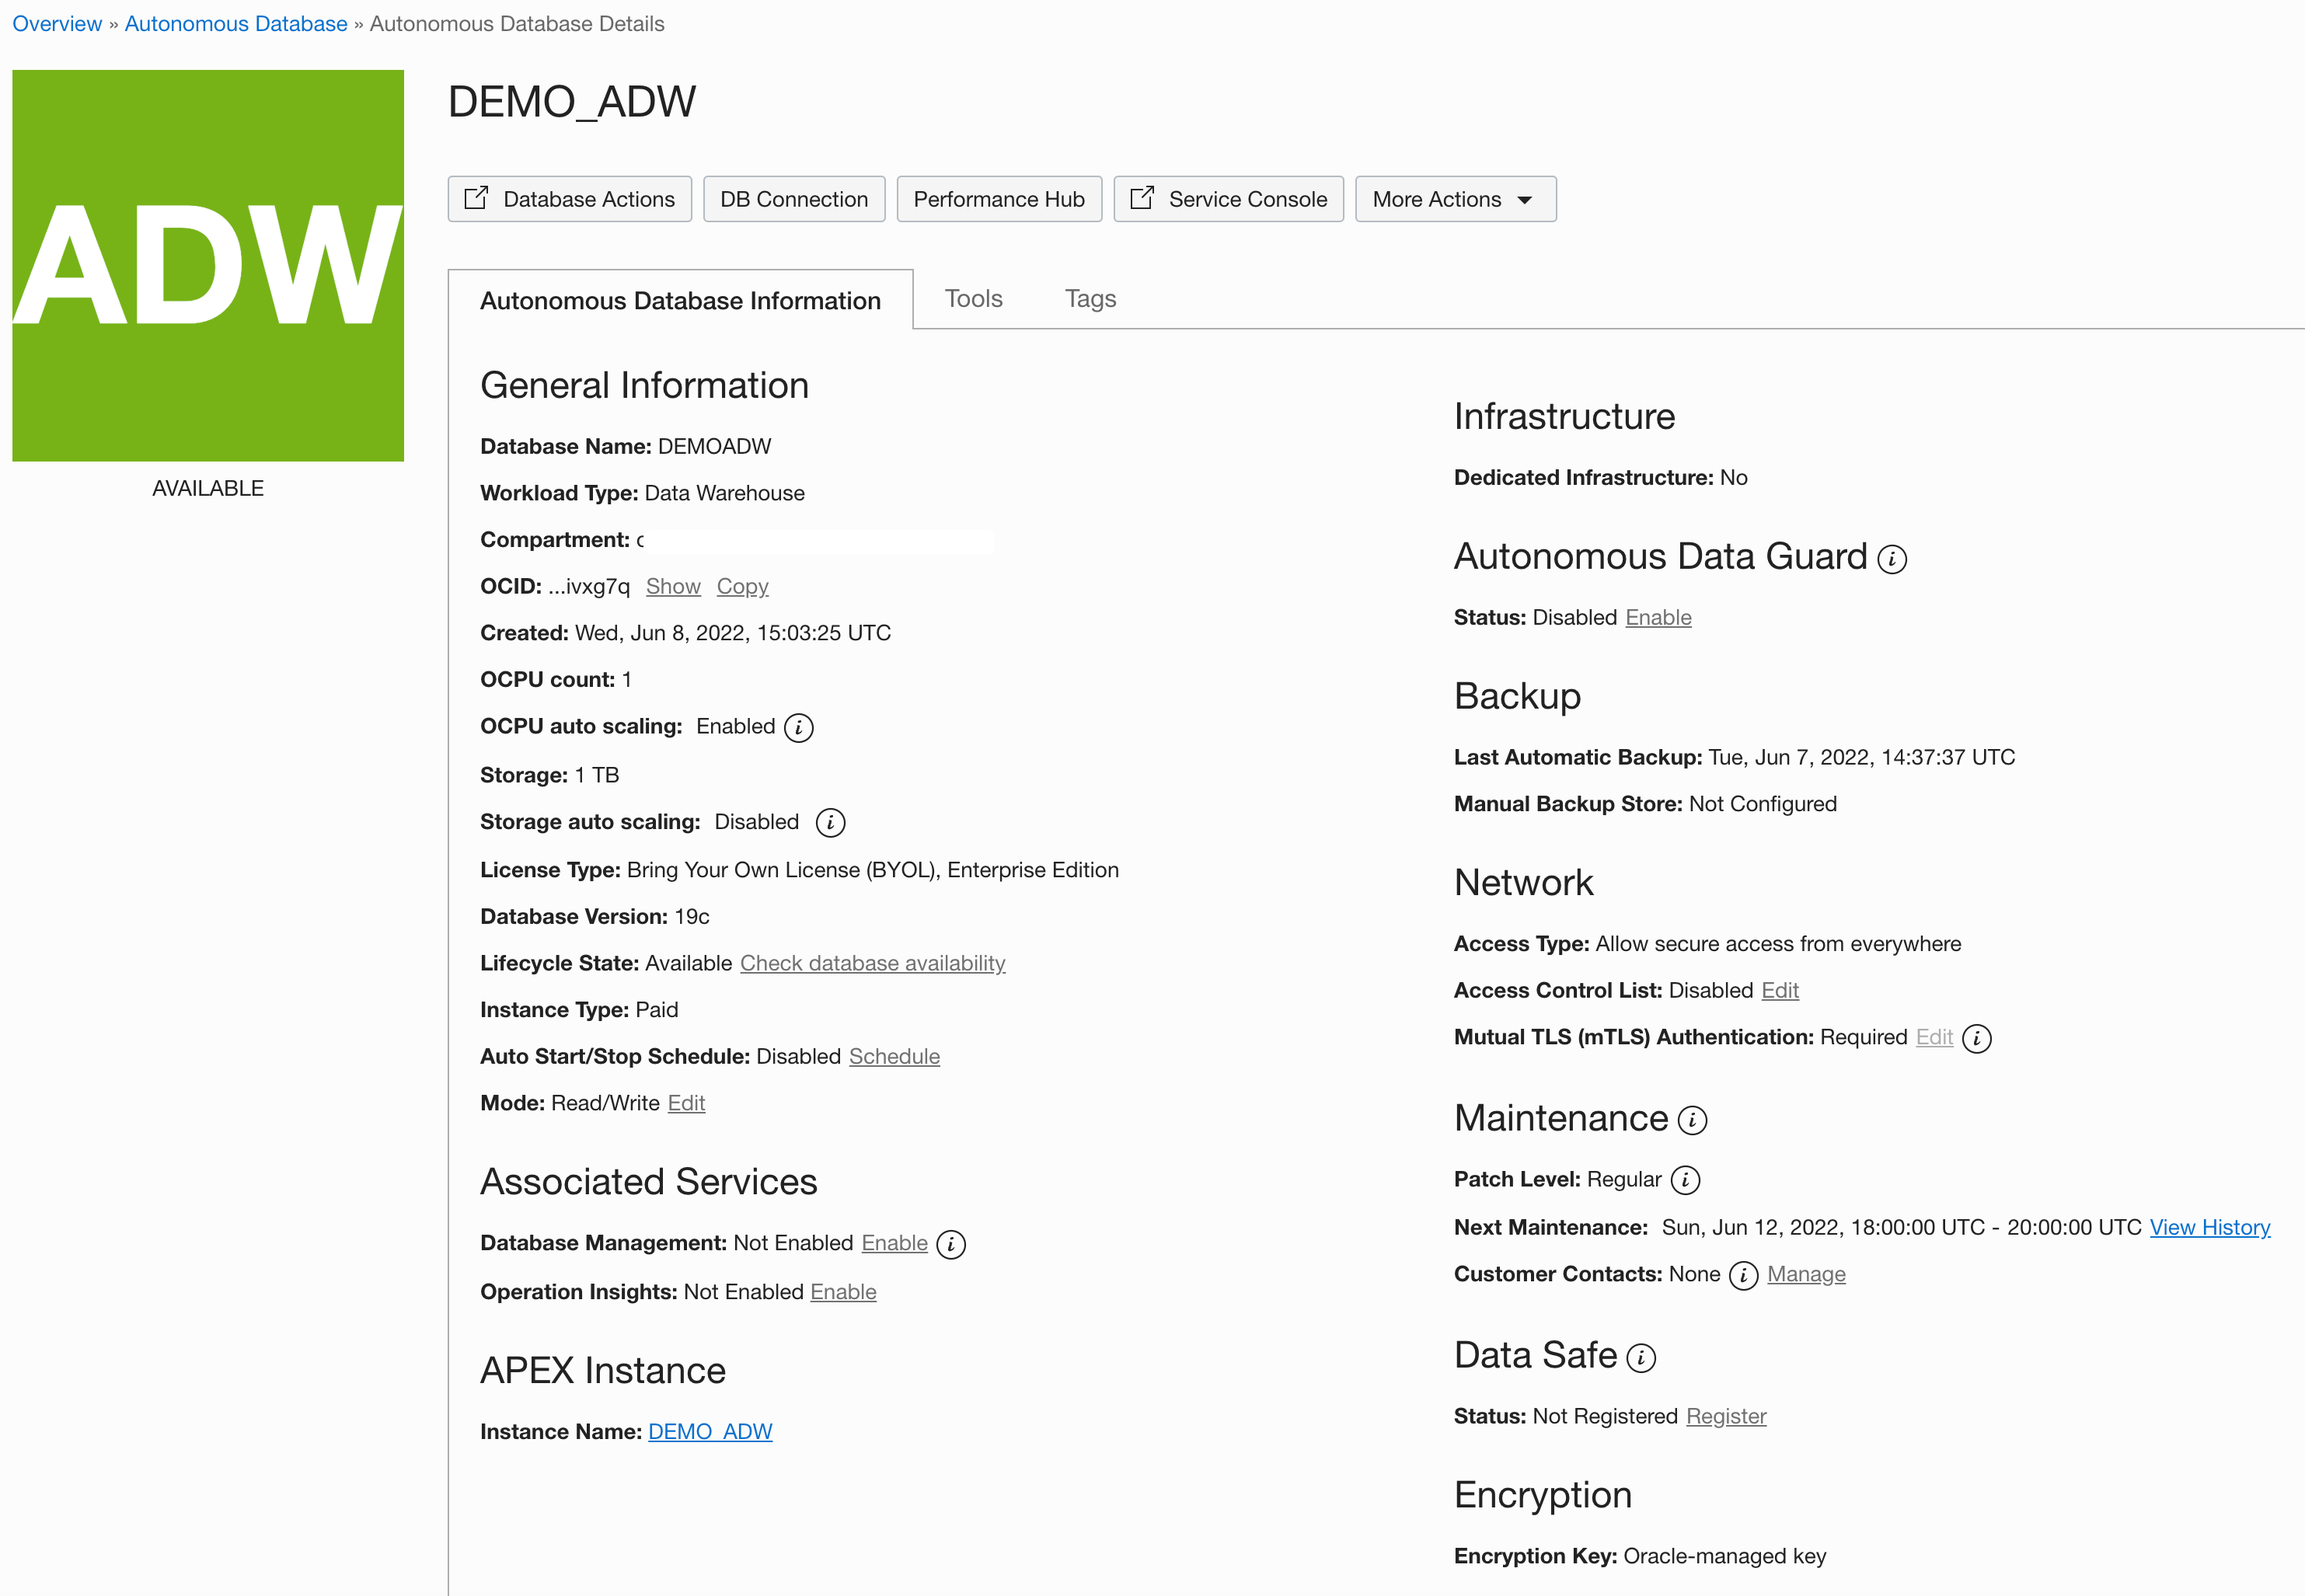 Overview » Autonomous Database » Autonomous Database Details
ADW
AVAILABLE
DEMO_ADW
Database Actions
DB Connection
Performance Hub
Service Console
More Actions
Autonomous Database Information
Tools
Tags
General Information
Database Name: DEMOADW
Workload Type: Data Warehouse
Compartment:
OCID: ...ivxg7q Show Copy
Created: Wed, Jun 8, 2022, 15:03:25 UTC
OCPU count: 1
OCPU auto scaling: Enabled
Storage: 1 TB
Storage auto scaling: Disabled
License Type: Bring Your Own License (BYOL), Enterprise Edition
Database Version: 19c
Lifecycle State: Available Check database availability
Instance Type: Paid
Auto Start/Stop Schedule: Disabled Schedule
Mode: Read/Write Edit
Associated Services
Database Management: Not Enabled Enable
Operation Insights: Not Enabled Enable
APEX Instance
Instance Name: DEMO_ADW
Infrastructure
Dedicated Infrastructure: No
Autonomous Data Guard
Status: Disabled Enable
Backup
Last Automatic Backup: Tue, Jun 7, 2022, 14:37:37 UTC
Manual Backup Store: Not Configured
Network
Access Type: Allow secure access from everywhere
Access Control List: Disabled Edit
Mutual TLS (mTLS) Authentication: Required Edit
Maintenance
Patch Level: Regular
Next Maintenance: Sun, Jun 12, 2022, 18:00:00 UTC - 20:00:00 UTC View History
Customer Contacts: None Manage
Data Safe
Status: Not Registered Register
Encryption
Encryption Key: Oracle-managed key